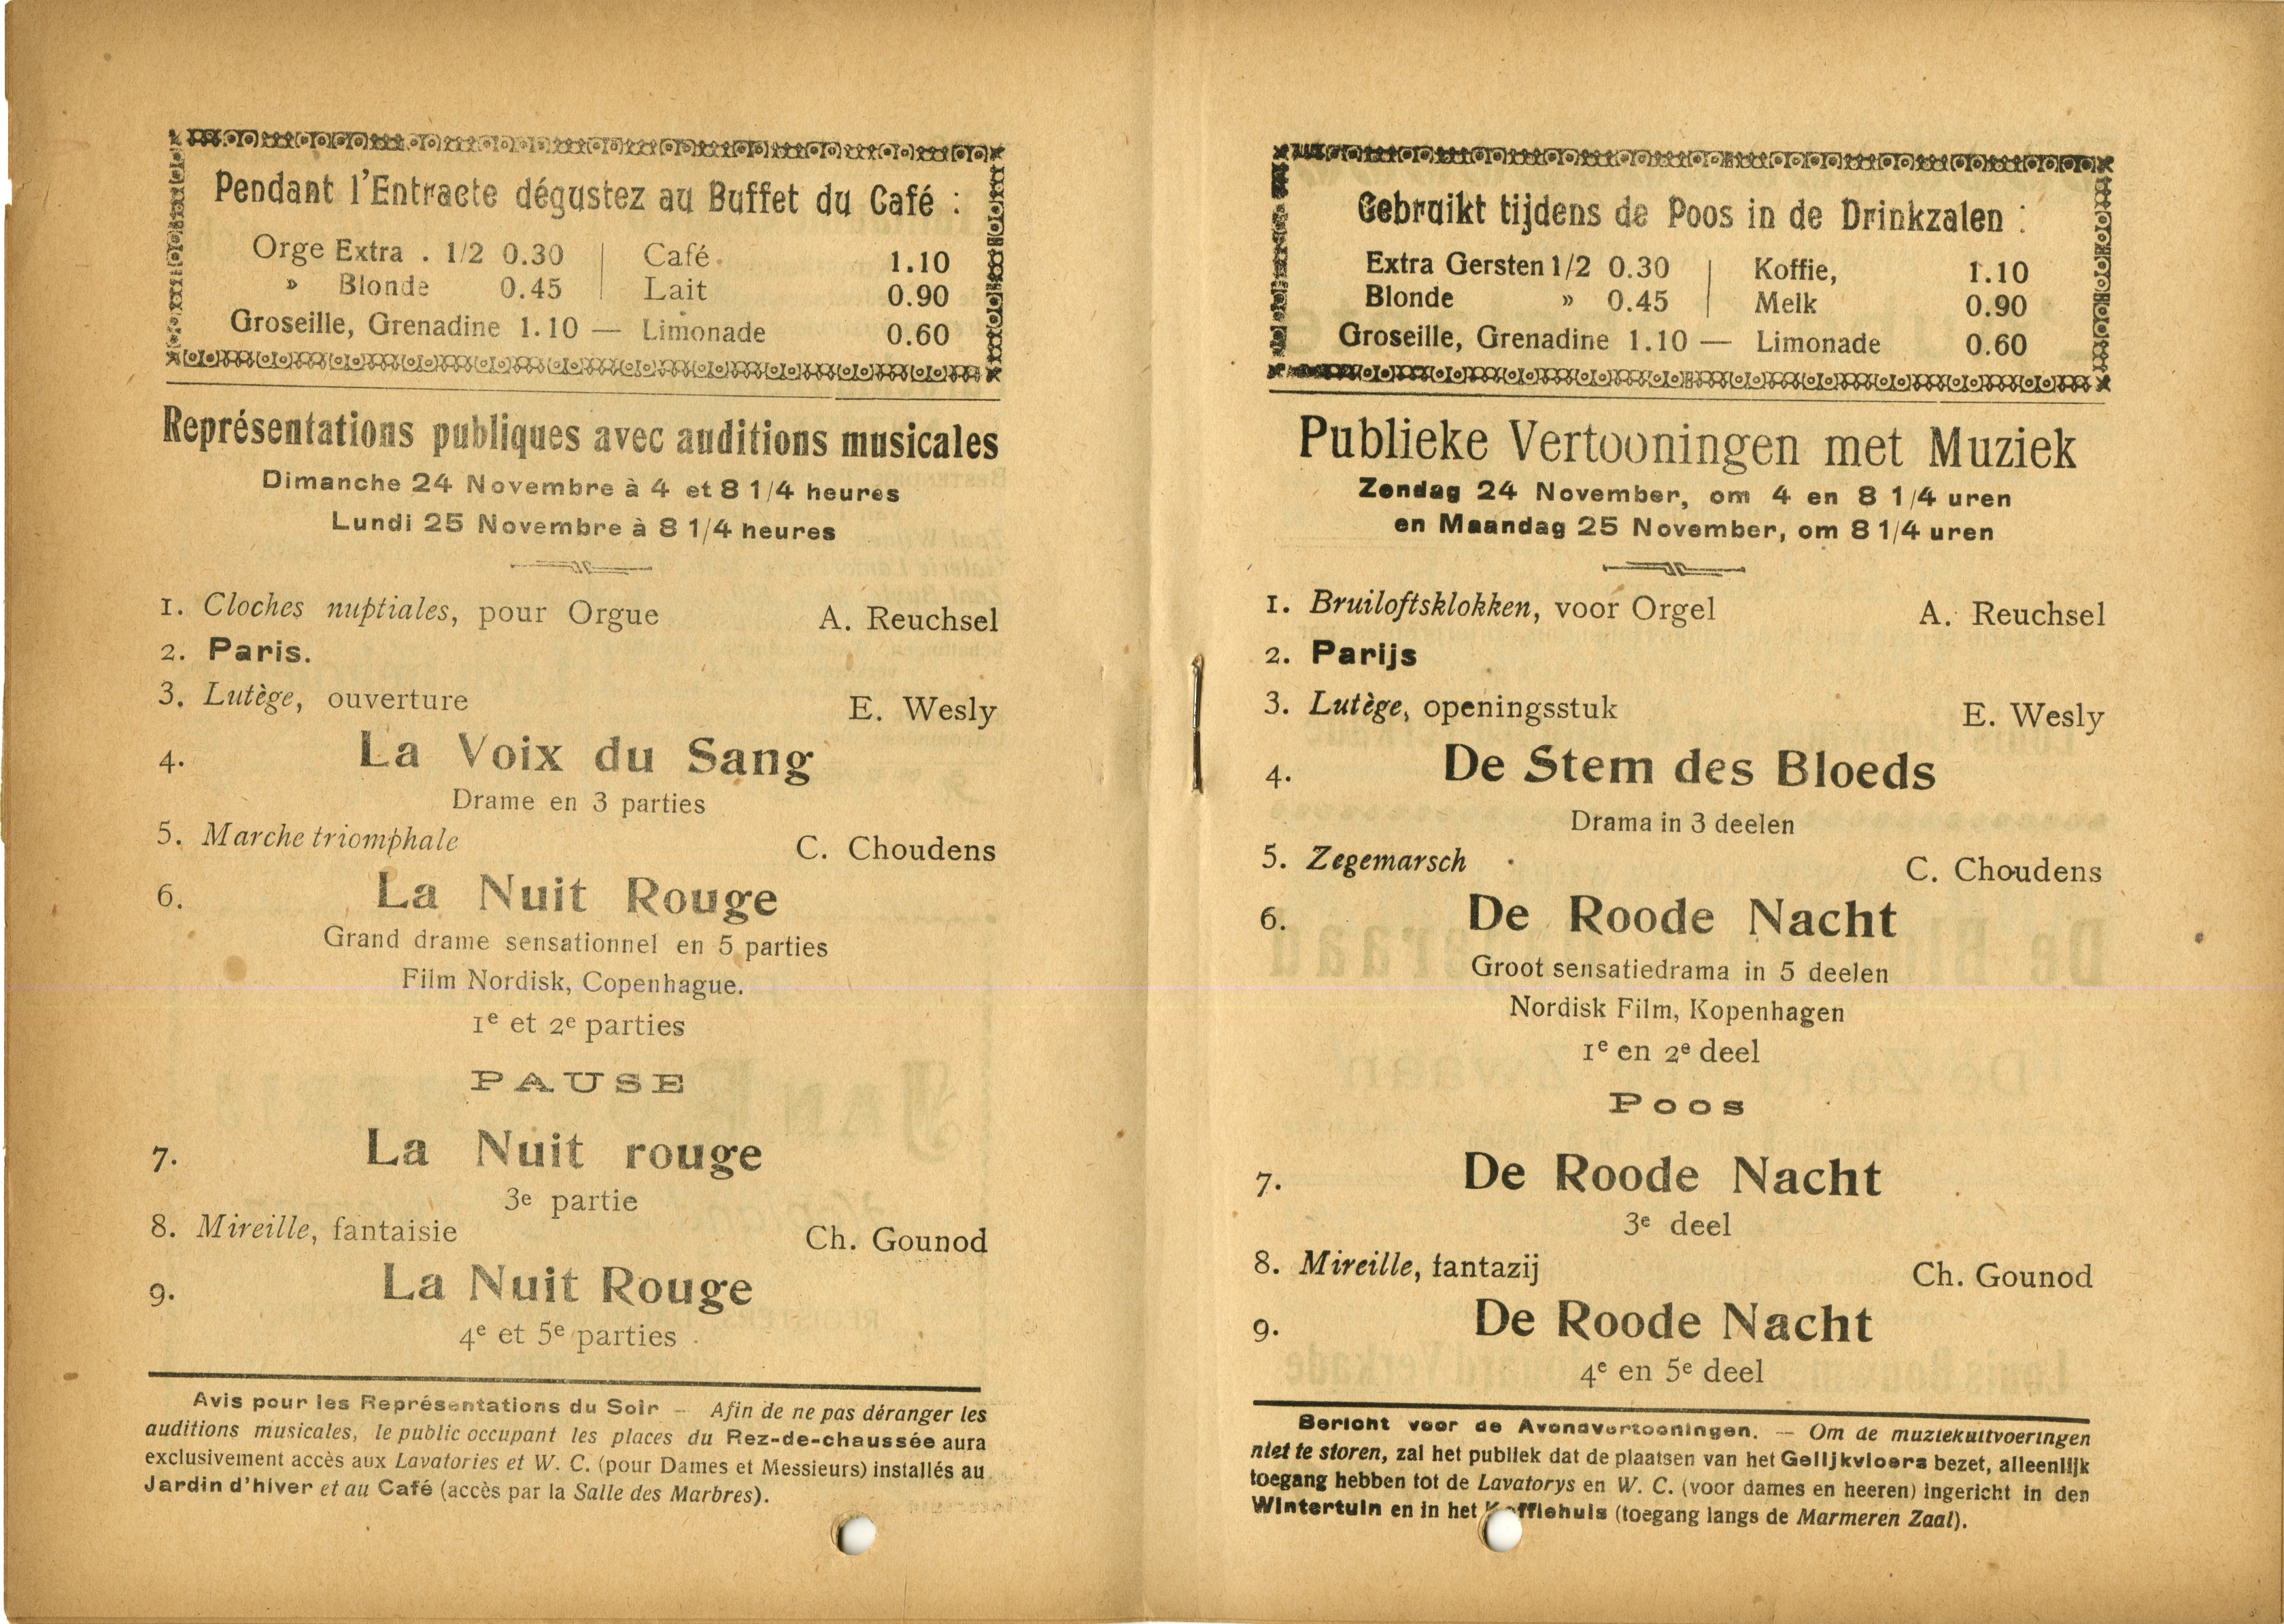 Pendant l'Entracte dégustez au Buffet du Café :
Orge Extra . 1/2 0.30 Café 1.10
» Blonde 0.45 Lait 0.90
Groseille, Grenadine 1.10 — Limonade 0.60
Représentations publiques avec auditions musicales
Dimanche 24 Novembre à 4 et 8 1/4 heures
Lundi 25 Novembre à 8 1/4 heures
1. Cloches nuptiales, pour Orgue A. Reuchsel
2. Paris.
3. Lutège, ouverture E. Wesly
4. La Voix du Sang
Drame en 3 parties
5. Marche triomphale C. Choudens
6. La Nuit Rouge
Grand drame sensationnel en 5 parties
Film Nordisk, Copenhague.
1e et 2e parties
PAUSE
7. La Nuit rouge
3e partie
8. Mireille, fantaisie Ch. Gounod
9. La Nuit Rouge
4e et 5e parties
Avis pour les Représentations du Soir — Afin de ne pas déranger les
auditions musicales, le public occupant les places du Rez-de-chaussée aura
exclusivement accès aux Lavatories et W. C. (pour Dames et Messieurs) installés au
Jardin d'hiver et au Café (accès par la Salle des Marbres).
Gebruikt tijdens de Poos in de Drinkzalen :
Extra Gersten 1/2 0.30 Koffie, 1.10
Blonde » 0.45 Melk 0.90
Groseille, Grenadine 1.10 — Limonade 0.60
Publieke Vertooningen met Muziek
Zondag 24 November, om 4 en 8 1/4 uren
en Maandag 25 November, om 8 1/4 uren
1. Bruiloftsklokken, voor Orgel A. Reuchsel
2. Parijs
3. Lutège, openingsstuk E. Wesly
4. De Stem des Bloeds
Drama in 3 deelen
5. Zegemarsch C. Choudens
6. De Roode Nacht
Groot sensatiedrama in 5 deelen
Nordisk Film, Kopenhagen
1e en 2e deel
POOS
7. De Roode Nacht
3e deel
8. Mireille, fantazij Ch. Gounod
9. De Roode Nacht
4e en 5e deel
Bericht voor de Avondvertooningen. — Om de muziekuitvoeringen
niet te storen, zal het publiek dat de plaatsen van het Gelijkvloers bezet, alleenlijk
toegang hebben tot de Lavatorys en W. C. (voor dames en heeren) ingericht in den
Wintertuin en in het Koffiehuis (toegang langs de Marmeren Zaal).